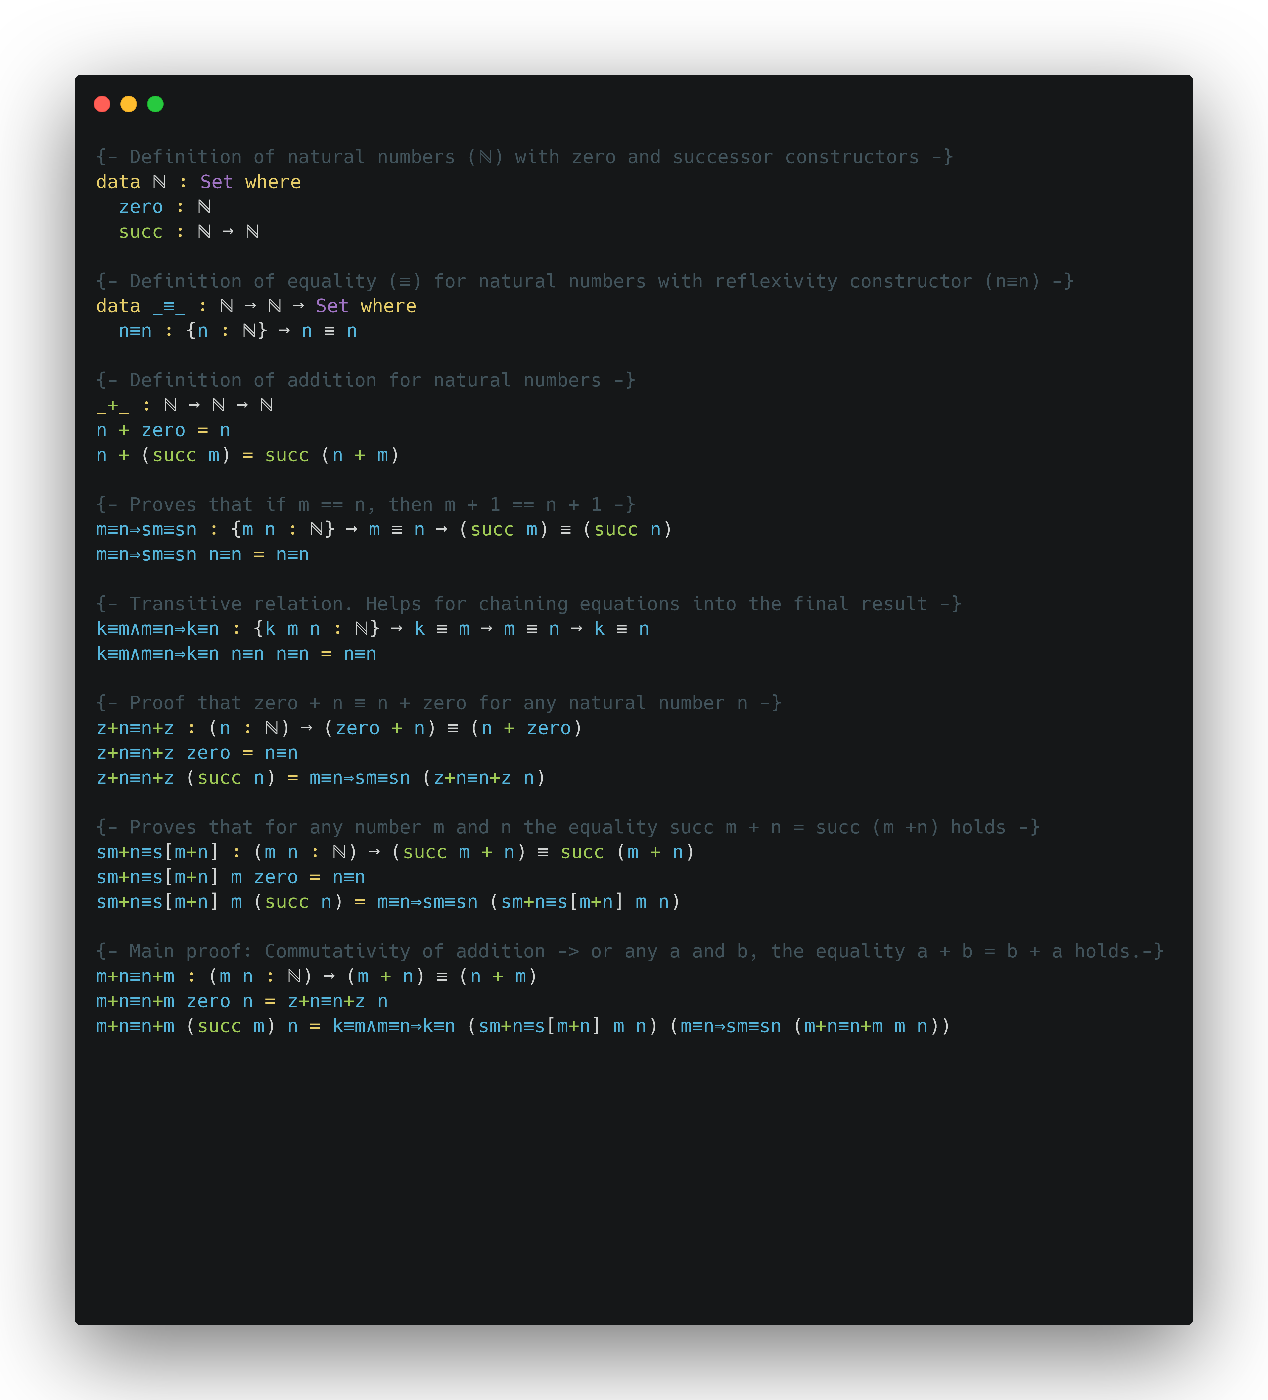 {- Definition of natural numbers (ℕ) with zero and successor constructors -}
data ℕ : Set where
  zero : ℕ
  succ : ℕ → ℕ

{- Definition of equality (≡) for natural numbers with reflexivity constructor (n≡n) -}
data _≡_ : ℕ → ℕ → Set where
  n≡n : {n : ℕ} → n ≡ n

{- Definition of addition for natural numbers -}
_+_ : ℕ → ℕ → ℕ
n + zero = n
n + (succ m) = succ (n + m)

{- Proves that if m == n, then m + 1 == n + 1 -}
m≡n⇒sm≡sn : {m n : ℕ} → m ≡ n → (succ m) ≡ (succ n)
m≡n⇒sm≡sn n≡n = n≡n

{- Transitive relation. Helps for chaining equations into the final result -}
k≡m∧m≡n⇒k≡n : {k m n : ℕ} → k ≡ m → m ≡ n → k ≡ n
k≡m∧m≡n⇒k≡n n≡n n≡n = n≡n

{- Proof that zero + n ≡ n + zero for any natural number n -}
z+n≡n+z : (n : ℕ) → (zero + n) ≡ (n + zero)
z+n≡n+z zero = n≡n
z+n≡n+z (succ n) = m≡n⇒sm≡sn (z+n≡n+z n)

{- Proves that for any number m and n the equality succ m + n = succ (m +n) holds -}
sm+n≡s[m+n] : (m n : ℕ) → (succ m + n) ≡ succ (m + n)
sm+n≡s[m+n] m zero = n≡n
sm+n≡s[m+n] m (succ n) = m≡n⇒sm≡sn (sm+n≡s[m+n] m n)

{- Main proof: Commutativity of addition -> or any a and b, the equality a + b = b + a holds.-}
m+n≡n+m : (m n : ℕ) → (m + n) ≡ (n + m)
m+n≡n+m zero n = z+n≡n+z n
m+n≡n+m (succ m) n = k≡m∧m≡n⇒k≡n (sm+n≡s[m+n] m n) (m≡n⇒sm≡sn (m+n≡n+m m n))